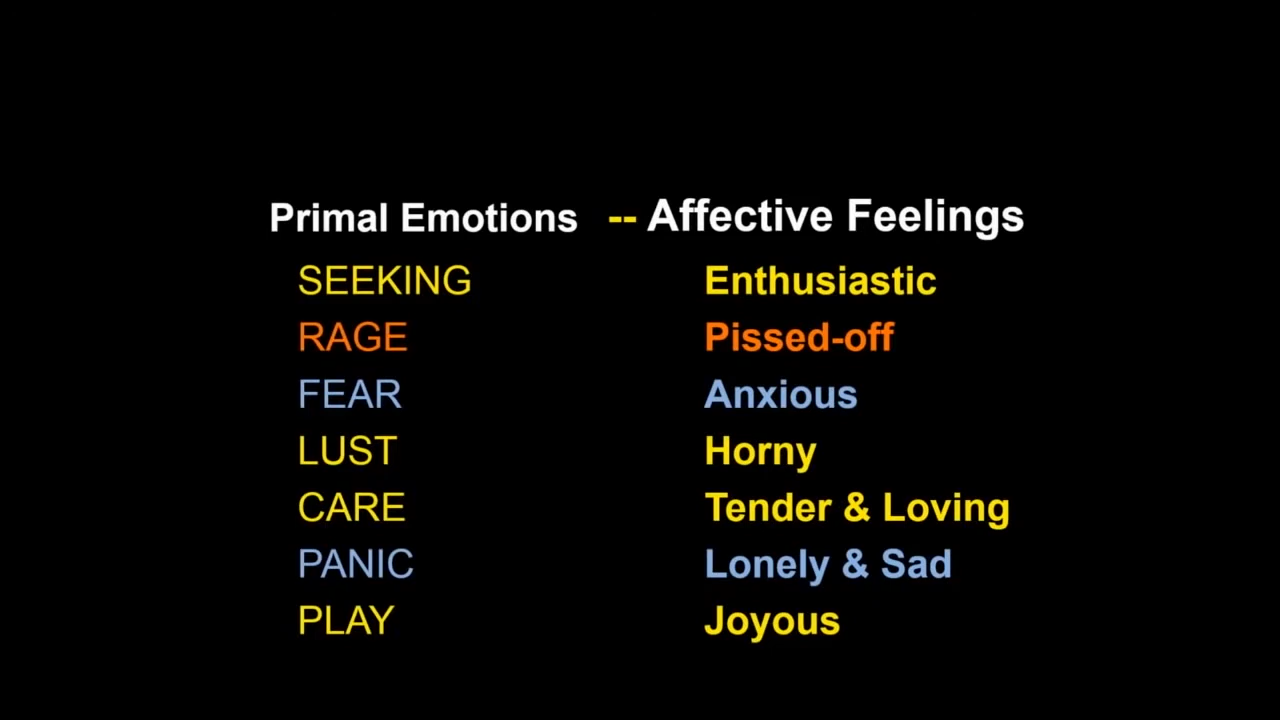 Primal Emotions -- Affective Feelings
SEEKING Enthusiastic
RAGE Pissed-off
FEAR Anxious
LUST Horny
CARE Tender & Loving
PANIC Lonely & Sad
PLAY Joyous